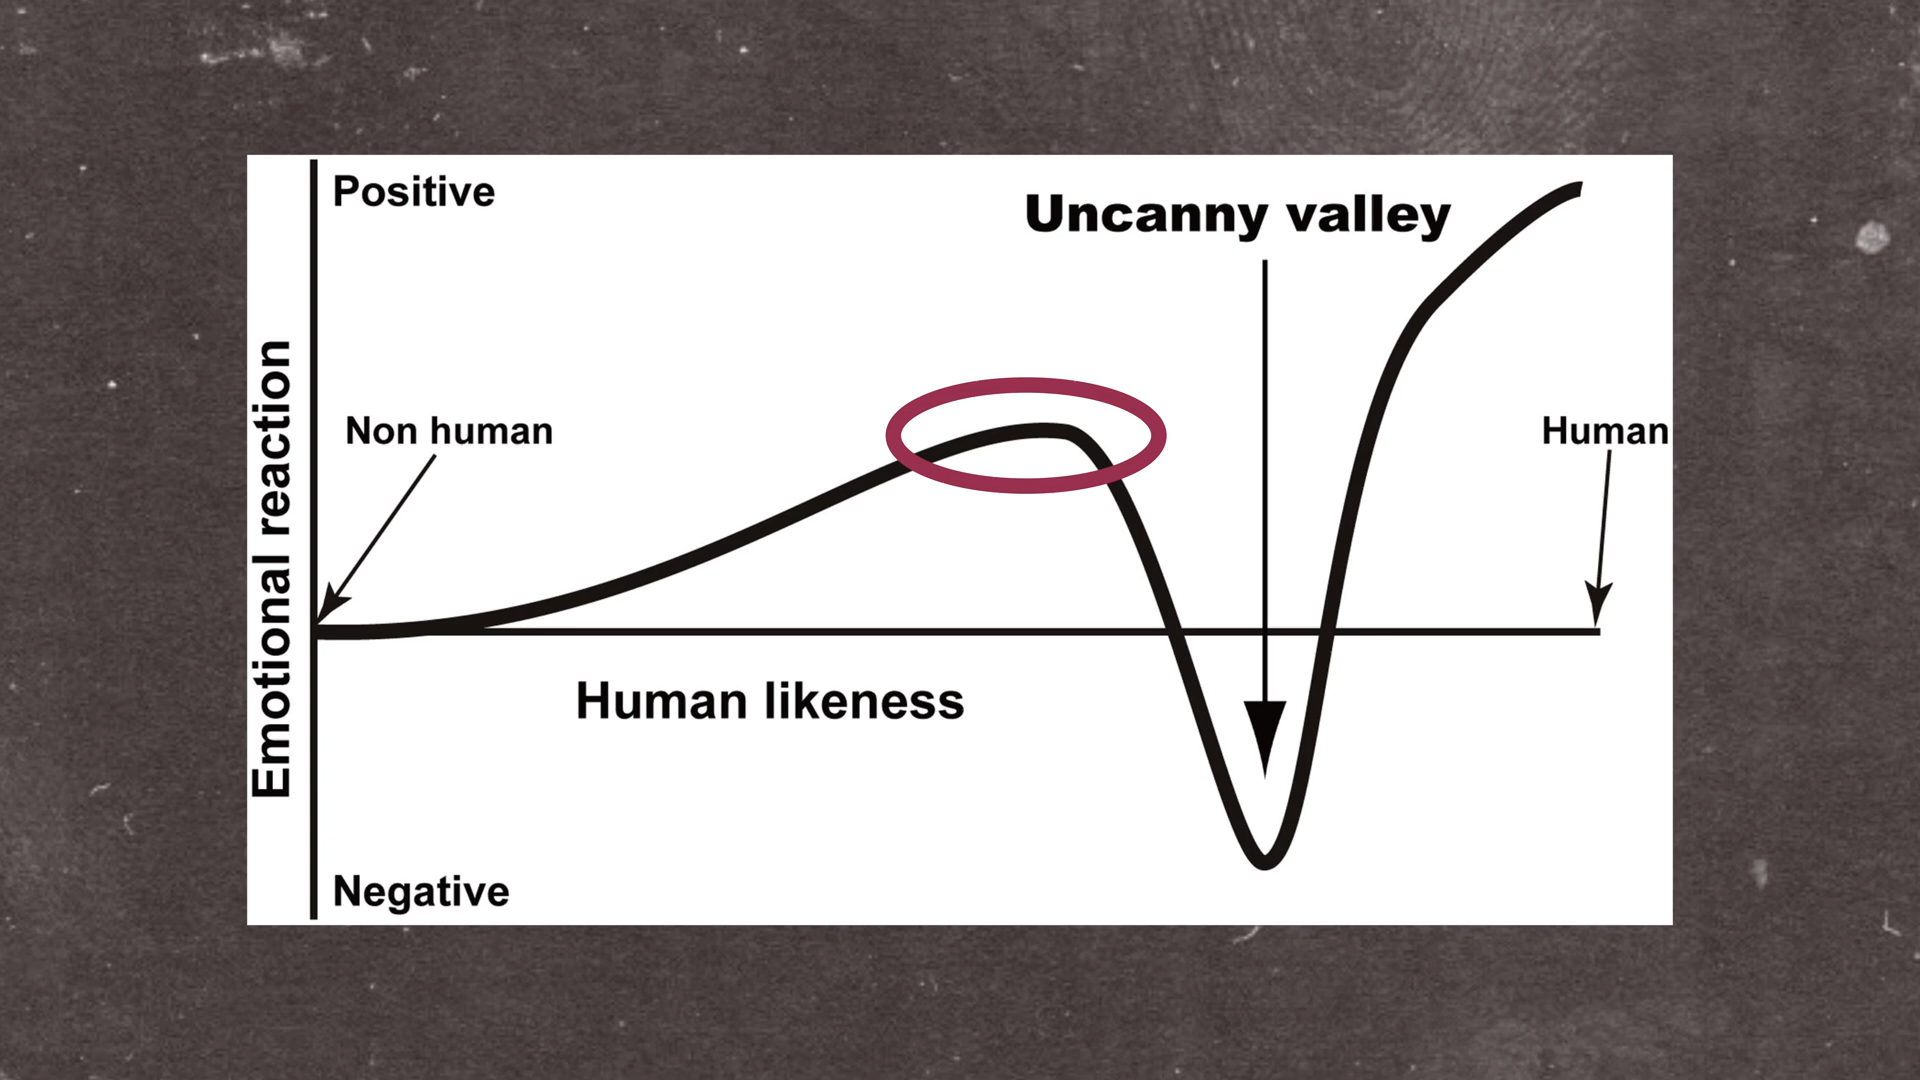 Positive
Uncanny valley
Non human
Human
Emotional reaction
Human likeness
Negative